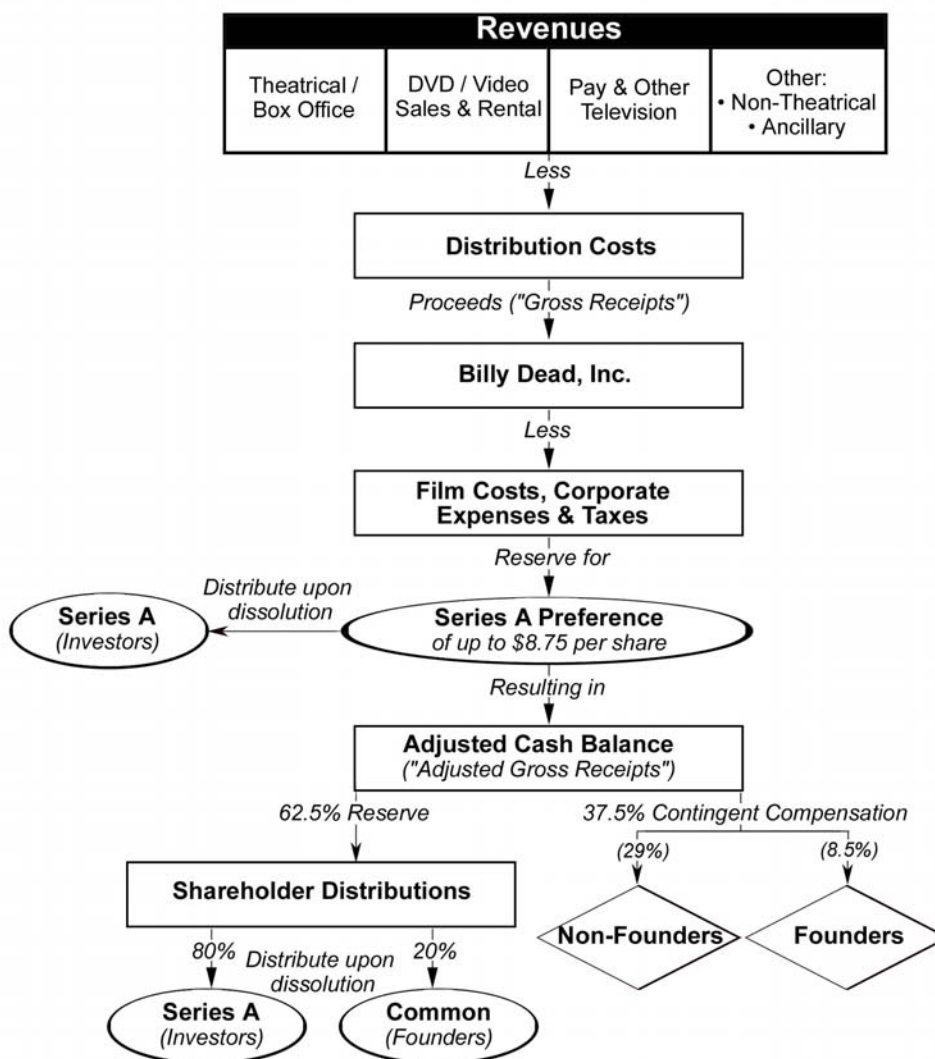 Revenues
Theatrical /
Box Office
DVD / Video
Sales & Rental
Pay & Other
Television
Other:
• Non-Theatrical
• Ancillary
Less
Distribution Costs
Proceeds ("Gross Receipts")
Billy Dead, Inc.
Less
Film Costs, Corporate
Expenses & Taxes
Reserve for
Distribute upon
dissolution
Series A
(Investors)
Series A Preference
of up to $8.75 per share
Resulting in
Adjusted Cash Balance
("Adjusted Gross Receipts")
62.5% Reserve
37.5% Contingent Compensation
(29%)
(8.5%)
Shareholder Distributions
Non-Founders
Founders
80%
Distribute upon
dissolution
20%
Series A
(Investors)
Common
(Founders)